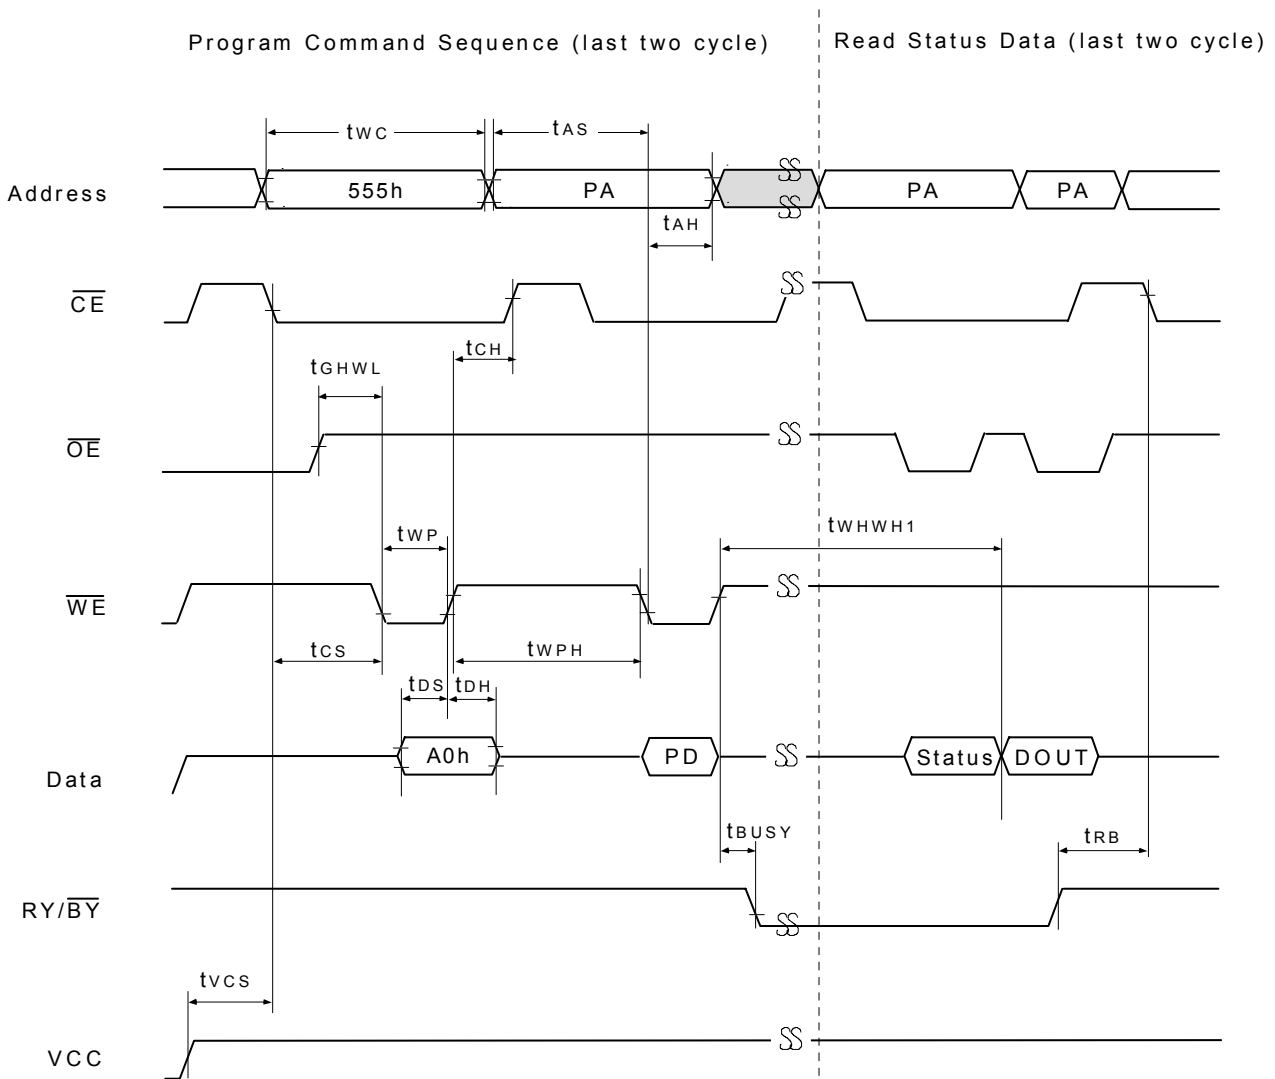 Program Command Sequence (last two cycle)
Read Status Data (last two cycle)
tWC
tAS
Address
555h
PA
PA
PA
tAH
CE
tCH
tGHWL
OE
tWP
tWHWH1
WE
tCS
tWPH
tDS
tDH
Data
A0h
PD
Status
DOUT
tBUSY
tRB
RY/BY
tVCS
VCC